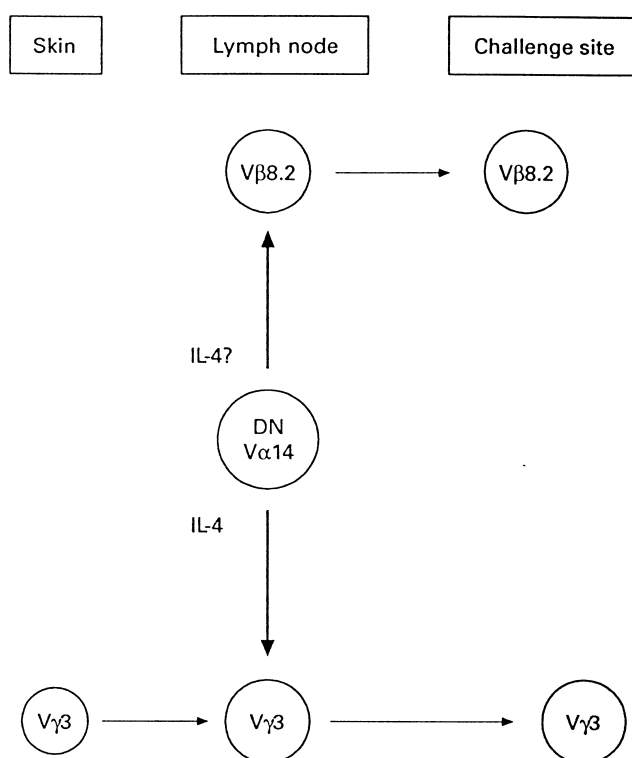 Skin
Lymph node
Challenge site
Vβ8.2
Vβ8.2
IL-4?
DN
Vα14
IL-4
Vγ3
Vγ3
Vγ3